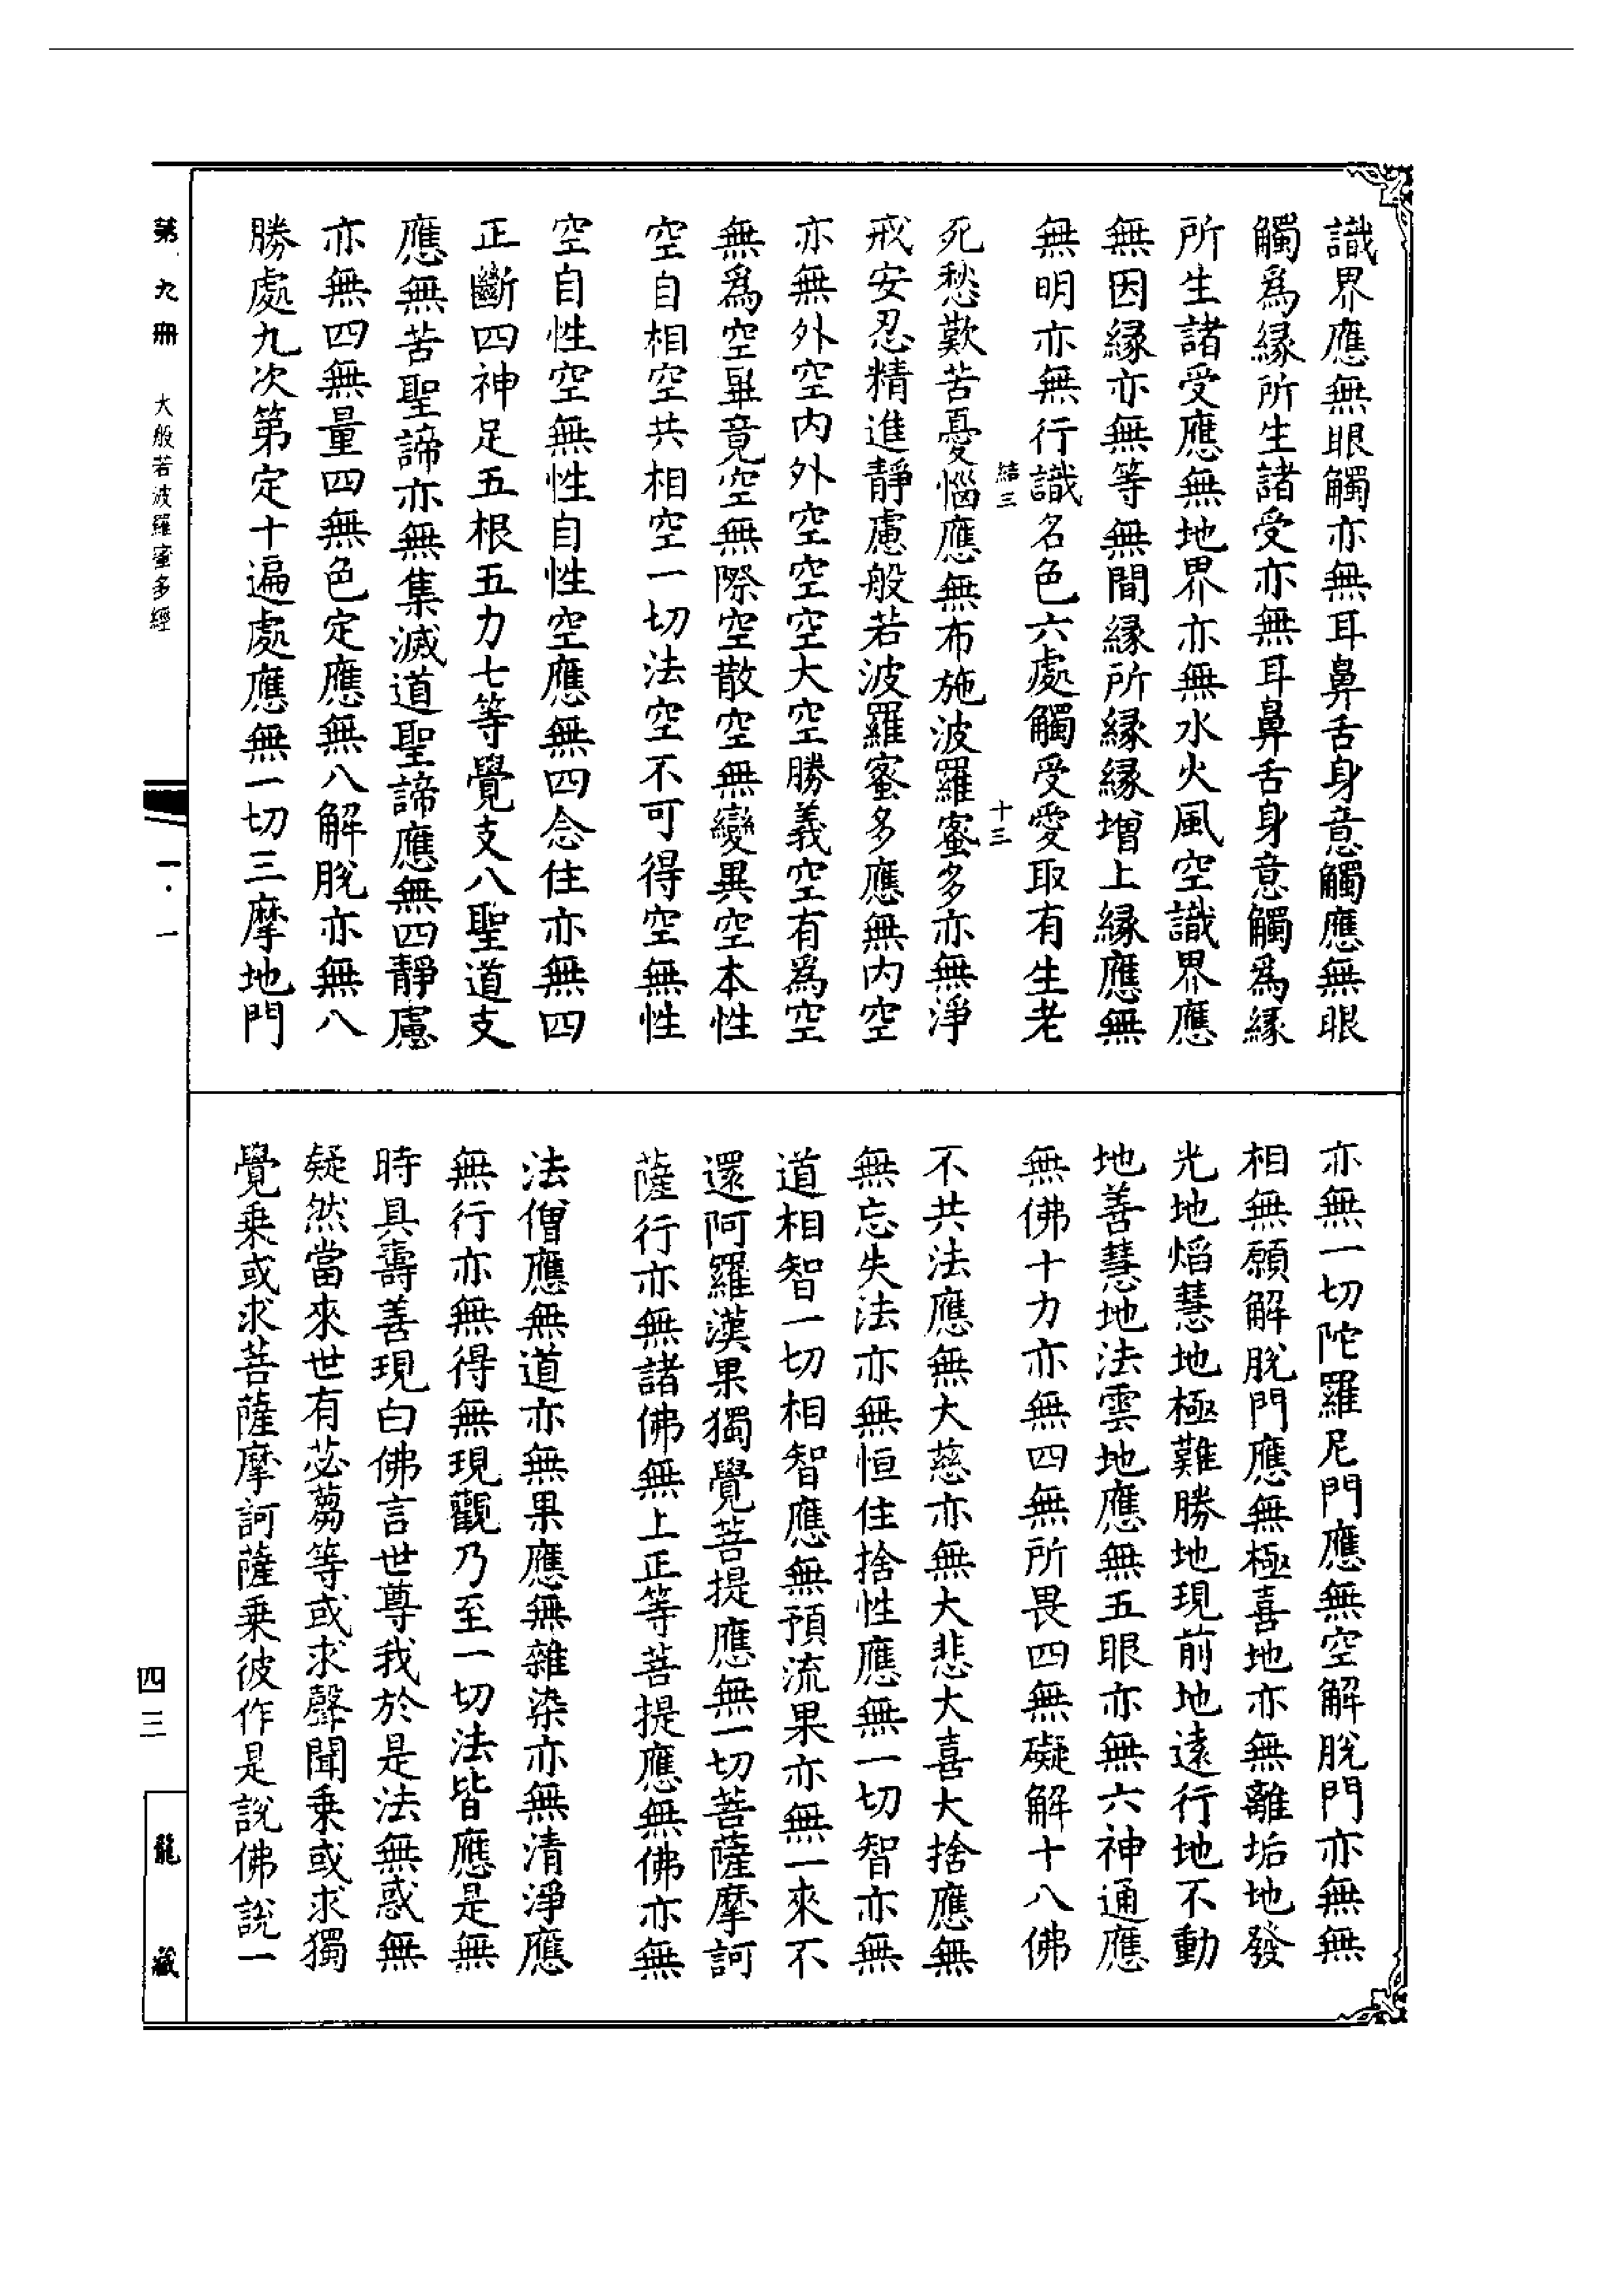 識界應無眼觸亦無耳鼻舌身意觸應無眼
觸爲緣所生諸受亦無耳鼻舌身意觸爲緣
所生諸受應無地界亦無水火風空識界應
無因緣亦無等無間緣所緣緣增上緣應無
無明亦無行識名色六處觸受愛取有生老
結三 十三
死愁歎苦憂惱應無布施波羅蜜多亦無淨
戒安忍精進靜慮般若波羅蜜多應無内空
亦無外空内外空空空大空勝義空有爲空
無爲空畢竟空無際空散空無變異空本性
空自相空共相空一切法空不可得空無性
空自性空無性自性空應無四念住亦無四
正斷四神足五根五力七等覺支八聖道支
應無苦聖諦亦無集滅道聖諦應無四靜慮
亦無四無量四無色定應無八解脫亦無八
勝處九次第定十遍處應無一切三摩地門
亦無一切陀羅尼門應無空解脫門亦無無
相無願解脫門應無極喜地亦無離垢地發
光地焰慧地極難勝地現前地遠行地不動
地善慧地法雲地應無五眼亦無六神通應
無佛十力亦無四無所畏四無礙解十八佛
不共法應無大慈亦無大悲大喜大捨應無
無忘失法亦無恒住捨性應無一切智亦無
道相智一切相智應無預流果亦無一來不
還阿羅漢果獨覺菩提應無一切菩薩摩訶
薩行亦無諸佛無上正等菩提應無佛亦無
法僧應無道亦無果應無雜染亦無清淨應
無行亦無得無現觀乃至一切法皆應是無
時具壽善現白佛言世尊我於是法無惑無
疑然當來世有苾芻等或求聲聞乘或求獨
覺乘或求菩薩摩訶薩乘彼作是說佛說一
第九冊 大般若波羅蜜多經 一·一 四三 龍藏